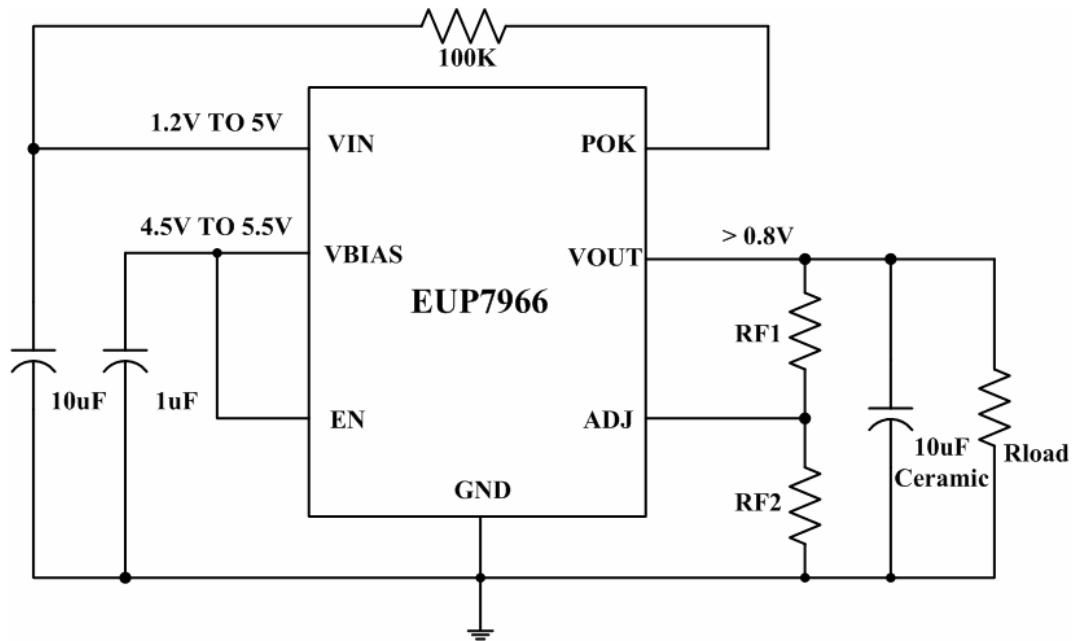 100K
1.2V TO 5V
VIN
POK
4.5V TO 5.5V
VBIAS
> 0.8V
VOUT
EUP7966
RF1
10uF
1uF
EN
ADJ
10uF
Ceramic
Rload
GND
RF2